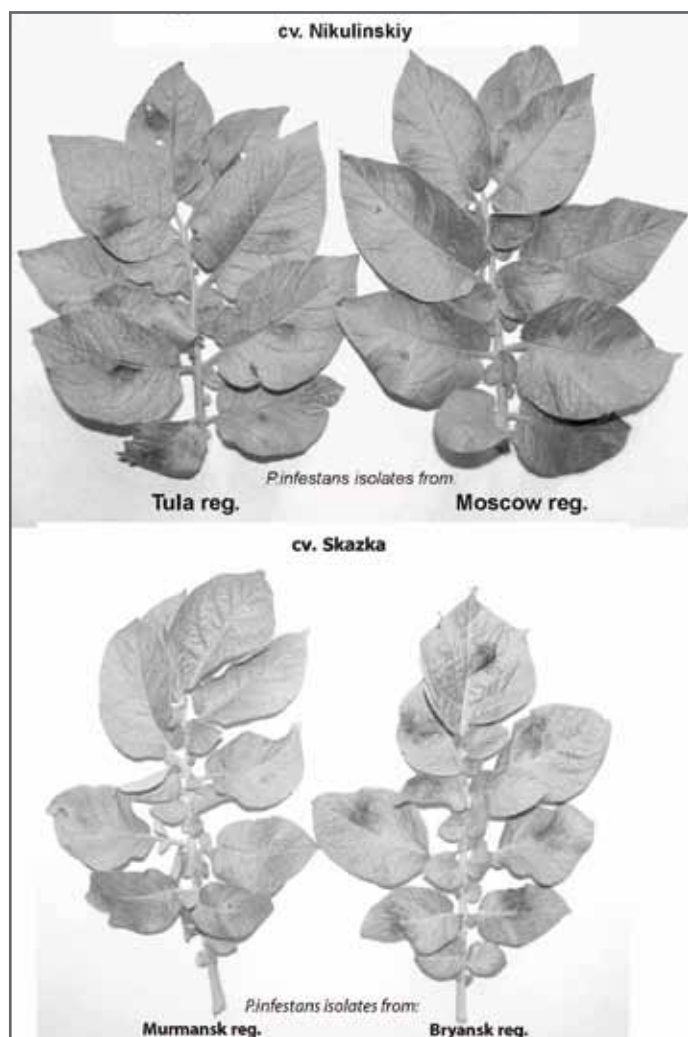 cv. Nikulinskiy
P.infestans isolates from.
Tula reg. Moscow reg.
cv. Skazka
P.infestans isolates from:
Murmansk reg. Bryansk reg.